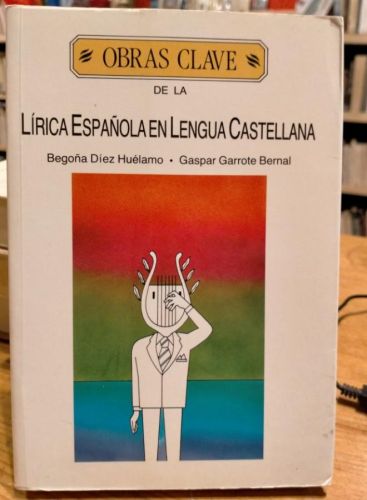 OBRAS CLAVE
DE LA
LÍRICA ESPAÑOLA EN LENGUA CASTELLANA
Begoña Díez Huélamo • Gaspar Garrote Bernal